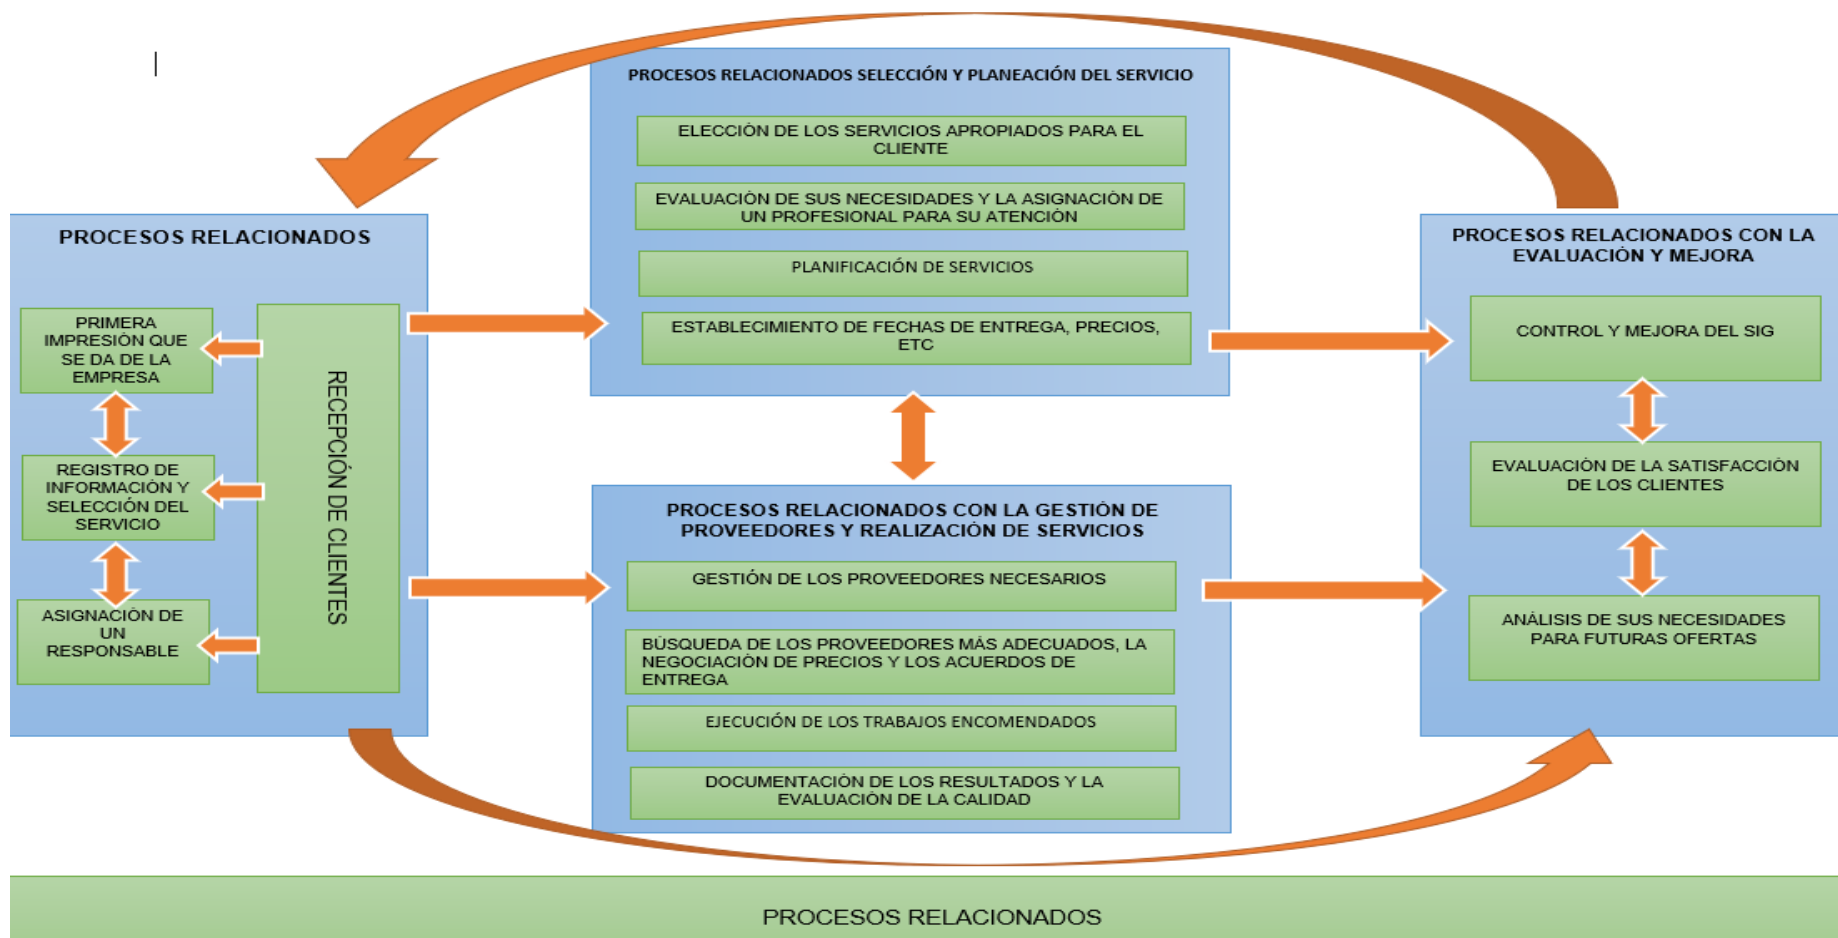 PROCESOS RELACIONADOS SELECCIÓN Y PLANEACIÓN DEL SERVICIO
ELECCIÓN DE LOS SERVICIOS APROPIADOS PARA EL
CLIENTE
EVALUACIÓN DE SUS NECESIDADES Y LA ASIGNACIÓN DE
UN PROFESIONAL PARA SU ATENCIÓN
PLANIFICACIÓN DE SERVICIOS
ESTABLECIMIENTO DE FECHAS DE ENTREGA, PRECIOS,
ETC
PROCESOS RELACIONADOS
PRIMERA
IMPRESIÓN QUE
SE DA DE LA
EMPRESA
REGISTRO DE
INFORMACIÓN Y
SELECCIÓN DEL
SERVICIO
ASIGNACIÓN DE
UN
RESPONSABLE
RECEPCIÓN DE CLIENTES
PROCESOS RELACIONADOS CON LA GESTIÓN DE
PROVEEDORES Y REALIZACIÓN DE SERVICIOS
GESTIÓN DE LOS PROVEEDORES NECESARIOS
BÚSQUEDA DE LOS PROVEEDORES MÁS ADECUADOS, LA
NEGOCIACIÓN DE PRECIOS Y LOS ACUERDOS DE
ENTREGA
EJECUCIÓN DE LOS TRABAJOS ENCOMENDADOS
DOCUMENTACIÓN DE LOS RESULTADOS Y LA
EVALUACIÓN DE LA CALIDAD
PROCESOS RELACIONADOS CON LA
EVALUACIÓN Y MEJORA
CONTROL Y MEJORA DEL SIG
EVALUACIÓN DE LA SATISFACCIÓN
DE LOS CLIENTES
ANÁLISIS DE SUS NECESIDADES
PARA FUTURAS OFERTAS
PROCESOS RELACIONADOS